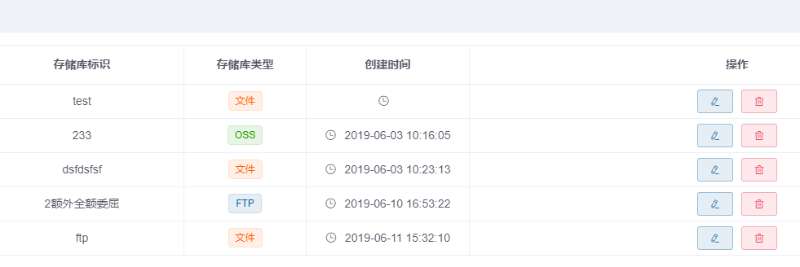 存储库标识 存储库类型 创建时间 操作
test 文件
233 OSS 2019-06-03 10:16:05
dsfdsfsf 文件 2019-06-03 10:23:13
2额外全额委屈 FTP 2019-06-10 16:53:22
ftp 文件 2019-06-11 15:32:10